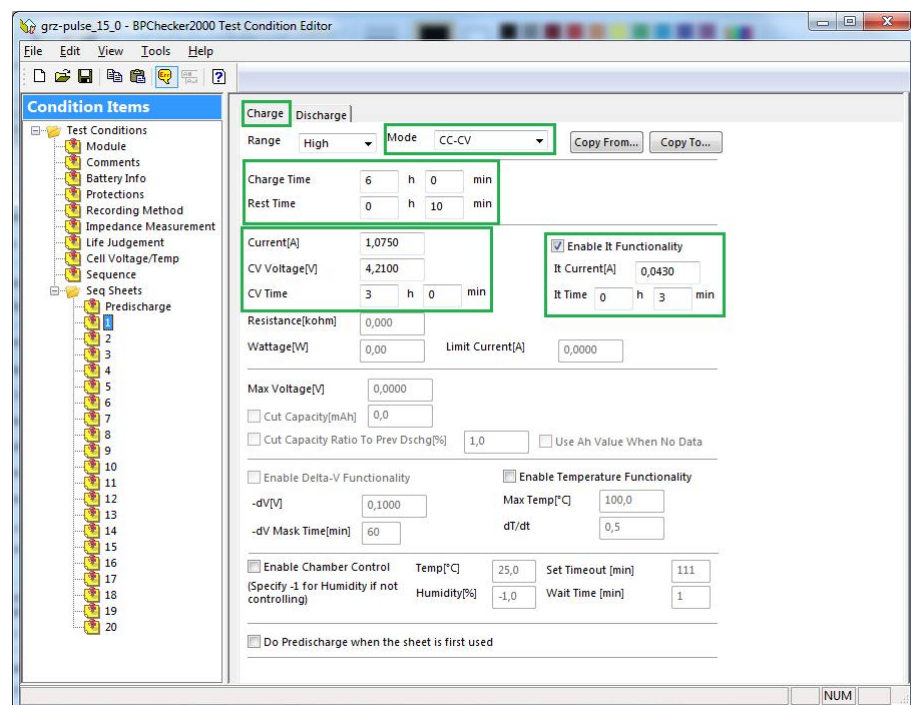 grz-pulse_15_0 - BPChecker2000 Test Condition Editor
File Edit View Tools Help
Condition Items
Test Conditions
Module
Comments
Battery Info
Protections
Recording Method
Impedance Measurement
Life Judgement
Cell Voltage/Temp
Sequence
Seq Sheets
Predischarge
1
2
3
4
5
6
7
8
9
10
11
12
13
14
15
16
17
18
19
20
Charge Discharge
Range High Mode CC-CV Copy From... Copy To...
Charge Time 6 h 0 min
Rest Time 0 h 10 min
Current[A] 1,0750 Enable It Functionality
CV Voltage[V] 4,2100 It Current[A] 0,0430
CV Time 3 h 0 min It Time 0 h 3 min
Resistance[kohm] 0,000
Wattage[W] 0,00 Limit Current[A] 0,0000
Max Voltage[V] 0,0000
Cut Capacity[mAh] 0,0
Cut Capacity Ratio To Prev Dschg[%] 1,0 Use Ah Value When No Data
Enable Delta-V Functionality Enable Temperature Functionality
-dV[V] 0,1000 Max Temp[°C] 100,0
-dV Mask Time[min] 60 dT/dt 0,5
Enable Chamber Control Temp[°C] 25,0 Set Timeout [min] 111
(Specify -1 for Humidity if not controlling) Humidity[%] -1,0 Wait Time [min] 1
Do Predischarge when the sheet is first used
NUM